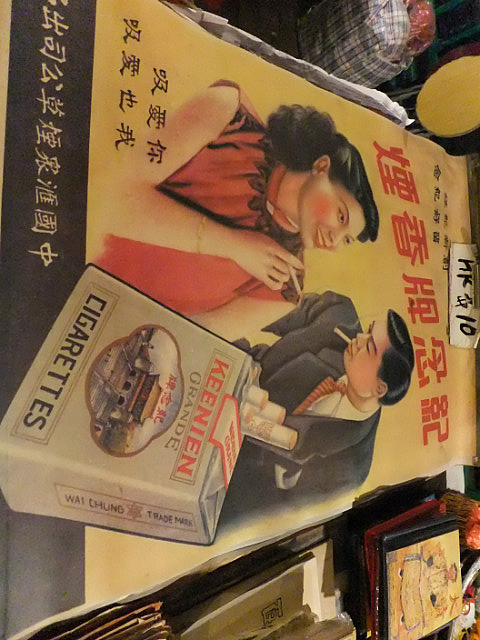 紀念牌香煙
你愛吸
我也愛吸
KEENIEN
GRANDE
紀念牌
CIGARETTES
WAI CHUNG TRADE MARK
中國滙眾煙草公司出
HK $10